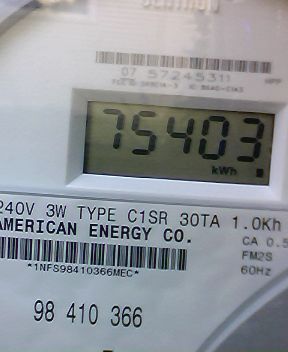 07 57245311
75403
kWh
240V 3W TYPE C1SR 30TA 1.0Kh
AMERICAN ENERGY CO.
CA 0.5
FM2S
60Hz
*1NFS98410366MEC*
98 410 366